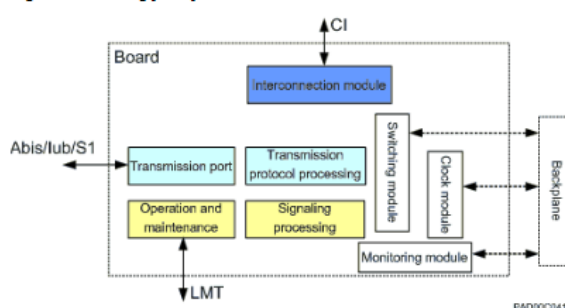 CI
Board
Interconnection module
Switching module
Abis/Iub/S1
Transmission port
Transmission
protocol processing
Clock module
Backplane
Operation and
maintenance
Signaling
processing
Monitoring module
LMT